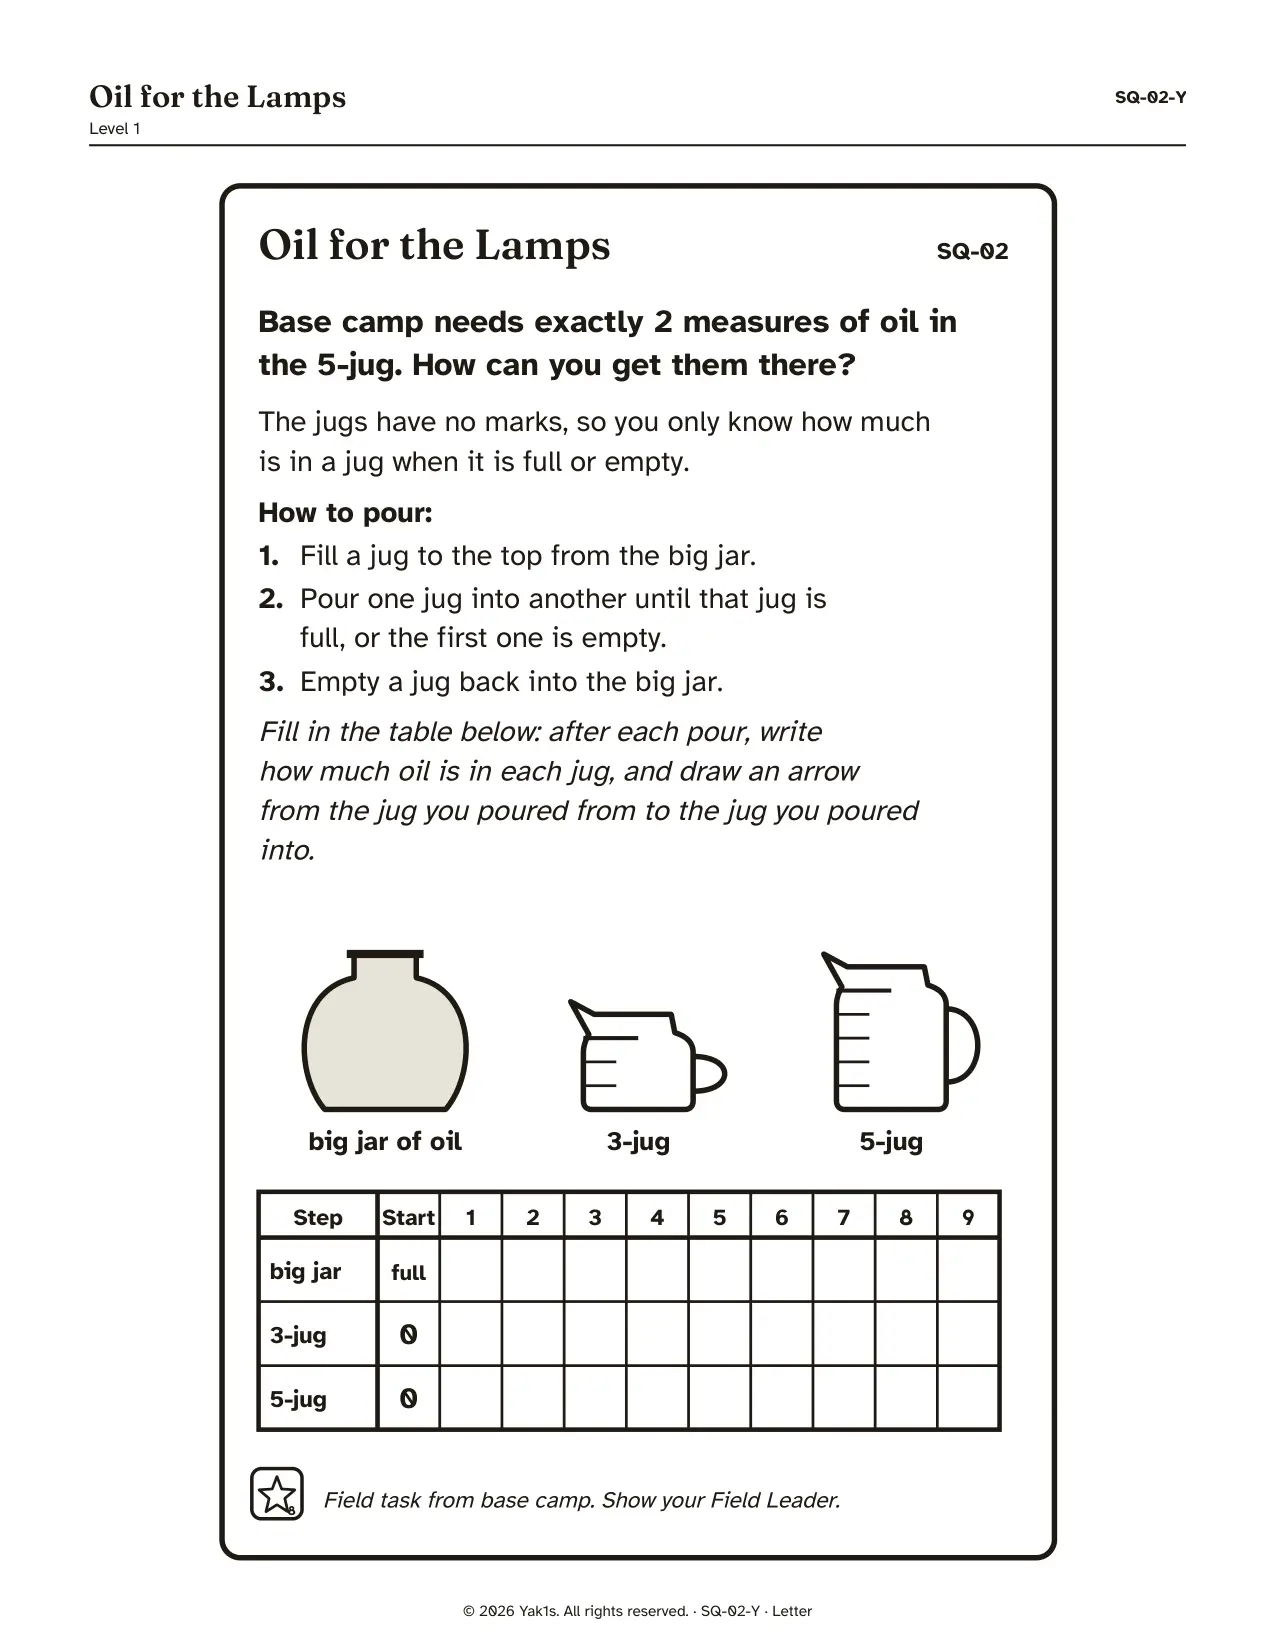 Oil for the Lamps
SQ-02-Y
Level 1
Oil for the Lamps
SQ-02
Base camp needs exactly 2 measures of oil in
the 5-jug. How can you get them there?
The jugs have no marks, so you only know how much
is in a jug when it is full or empty.
How to pour:
1. Fill a jug to the top from the big jar.
2. Pour one jug into another until that jug is
full, or the first one is empty.
3. Empty a jug back into the big jar.
Fill in the table below: after each pour, write
how much oil is in each jug, and draw an arrow
from the jug you poured from to the jug you poured
into.
big jar of oil 3-jug 5-jug
Step Start 1 2 3 4 5 6 7 8 9
big jar full
3-jug 0
5-jug 0
8
Field task from base camp. Show your Field Leader.
© 2026 Yak1s. All rights reserved. · SQ-02-Y · Letter